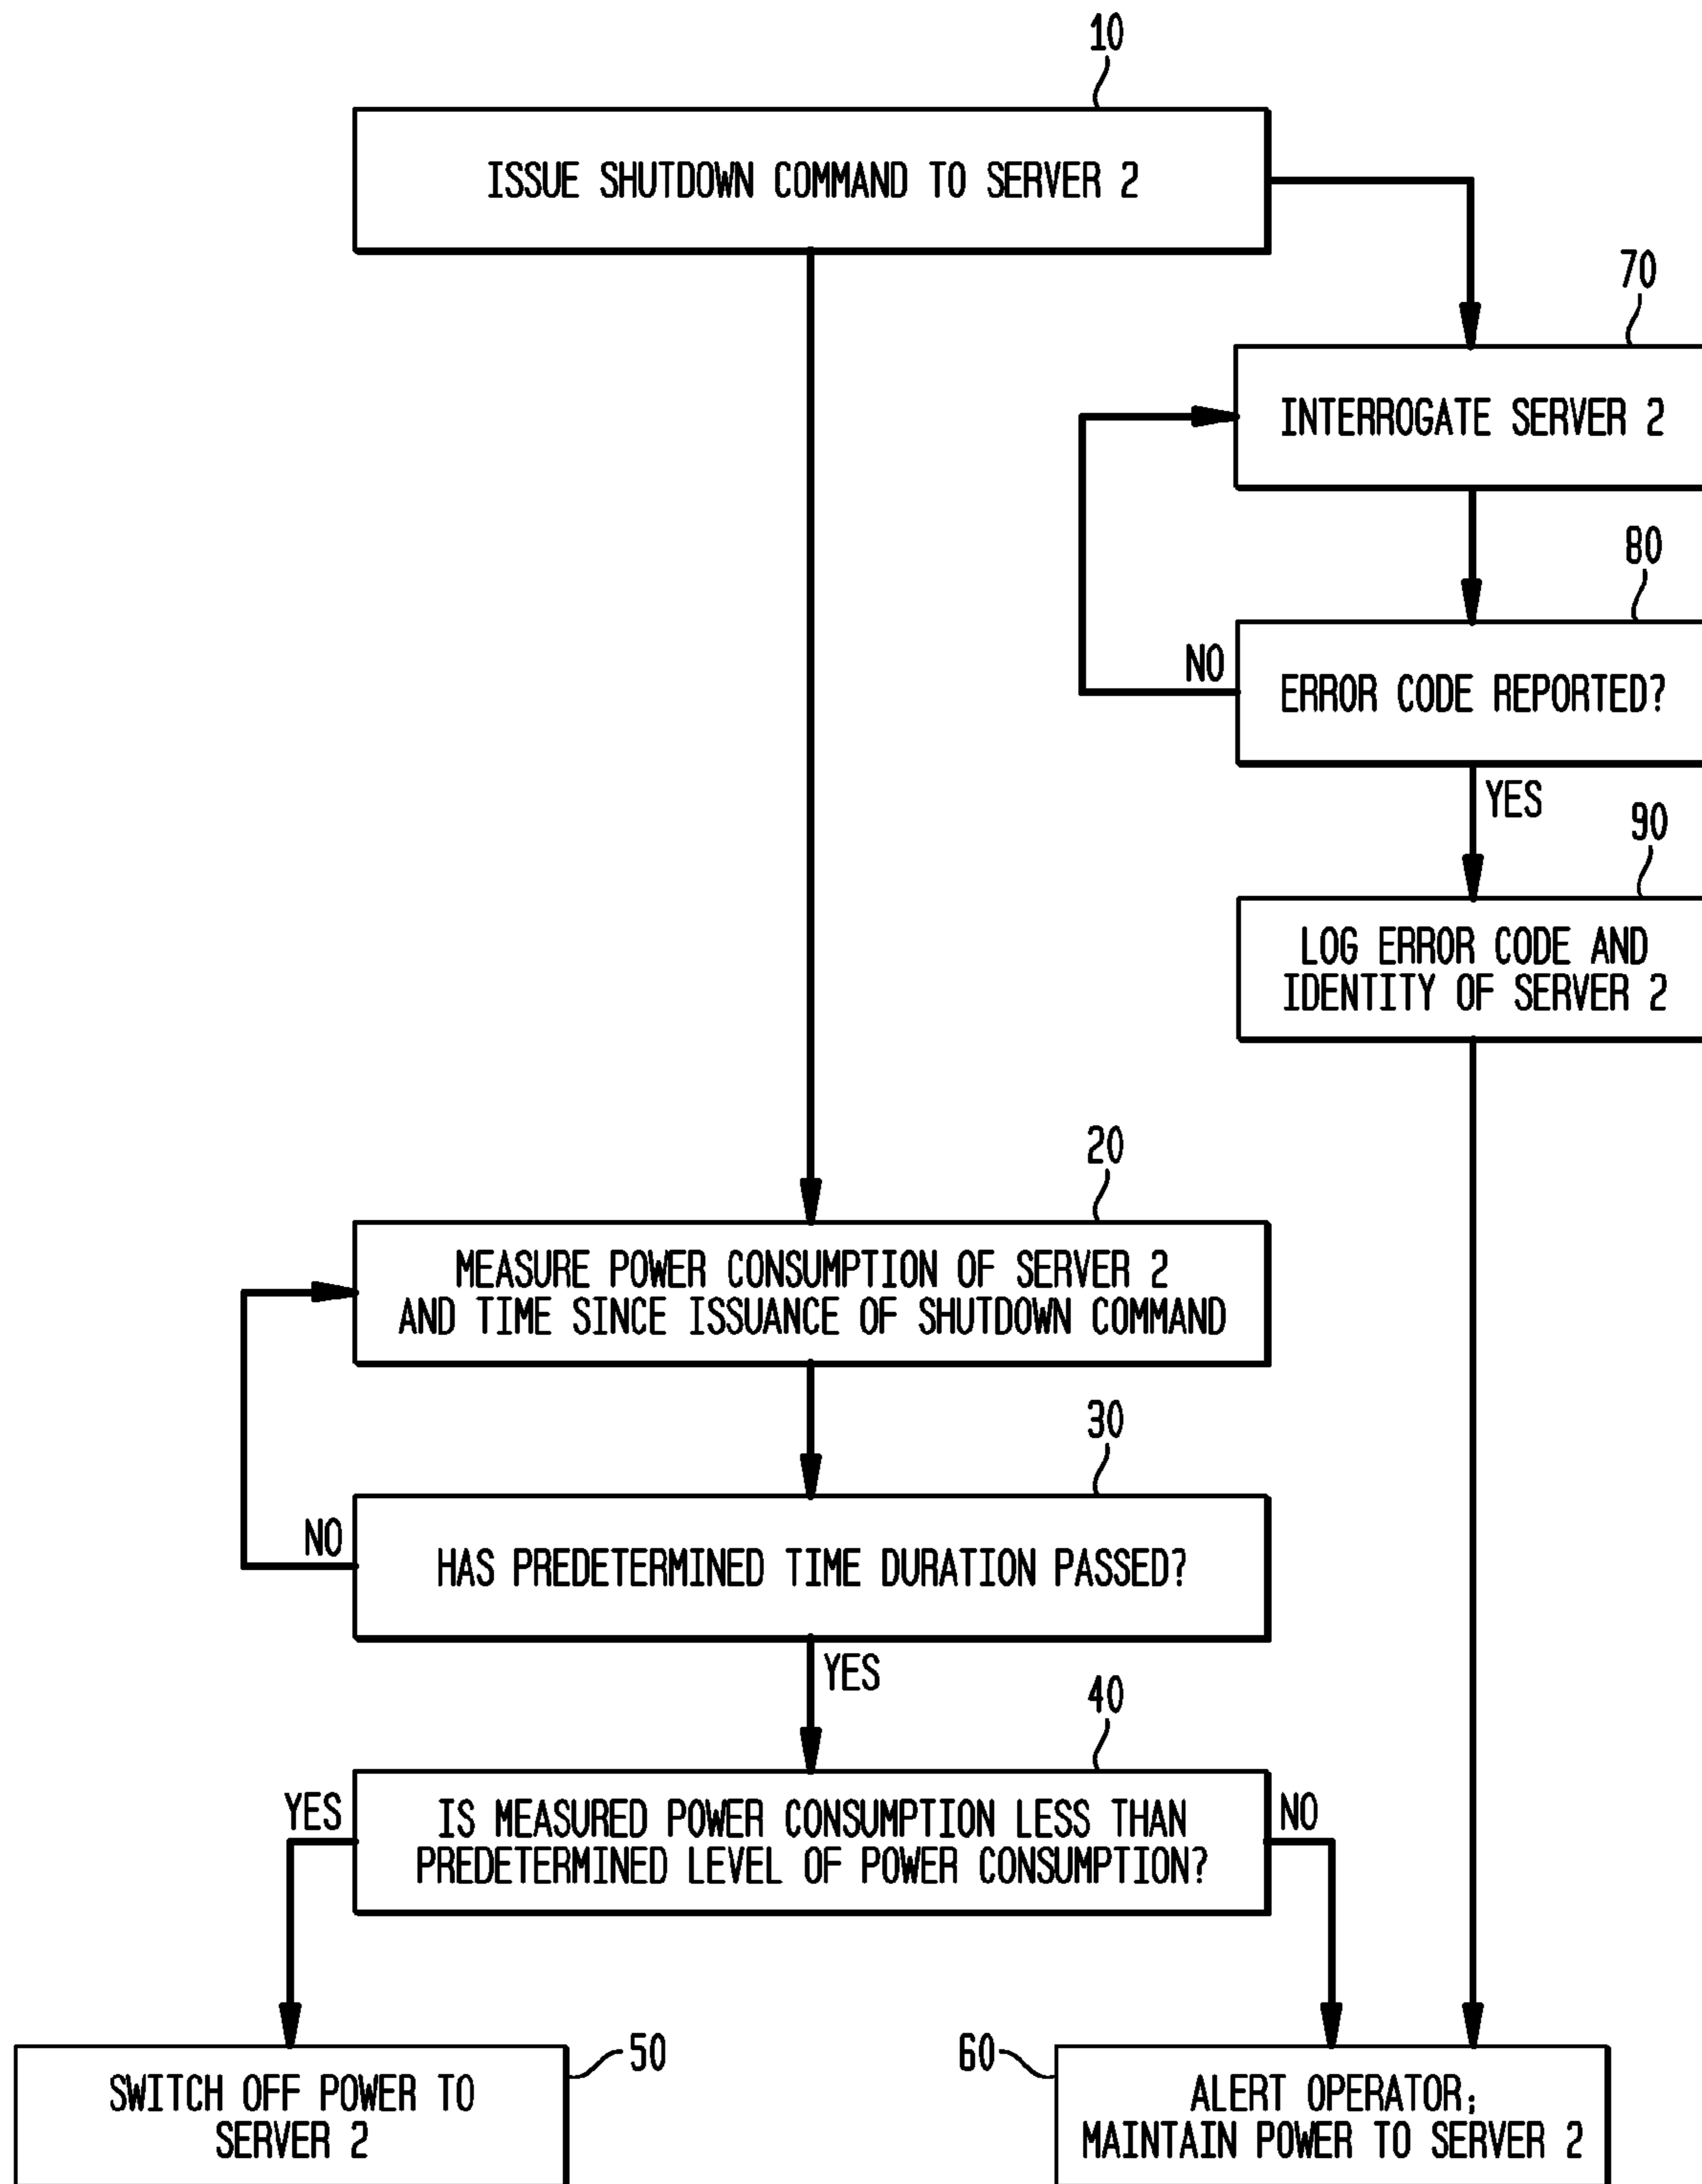 10
ISSUE SHUTDOWN COMMAND TO SERVER 2
70
INTERROGATE SERVER 2
80
NO
ERROR CODE REPORTED?
YES
90
LOG ERROR CODE AND
IDENTITY OF SERVER 2
20
MEASURE POWER CONSUMPTION OF SERVER 2
AND TIME SINCE ISSUANCE OF SHUTDOWN COMMAND
30
NO
HAS PREDETERMINED TIME DURATION PASSED?
YES
40
YES
IS MEASURED POWER CONSUMPTION LESS THAN
PREDETERMINED LEVEL OF POWER CONSUMPTION?
NO
50
SWITCH OFF POWER TO
SERVER 2
60
ALERT OPERATOR;
MAINTAIN POWER TO SERVER 2